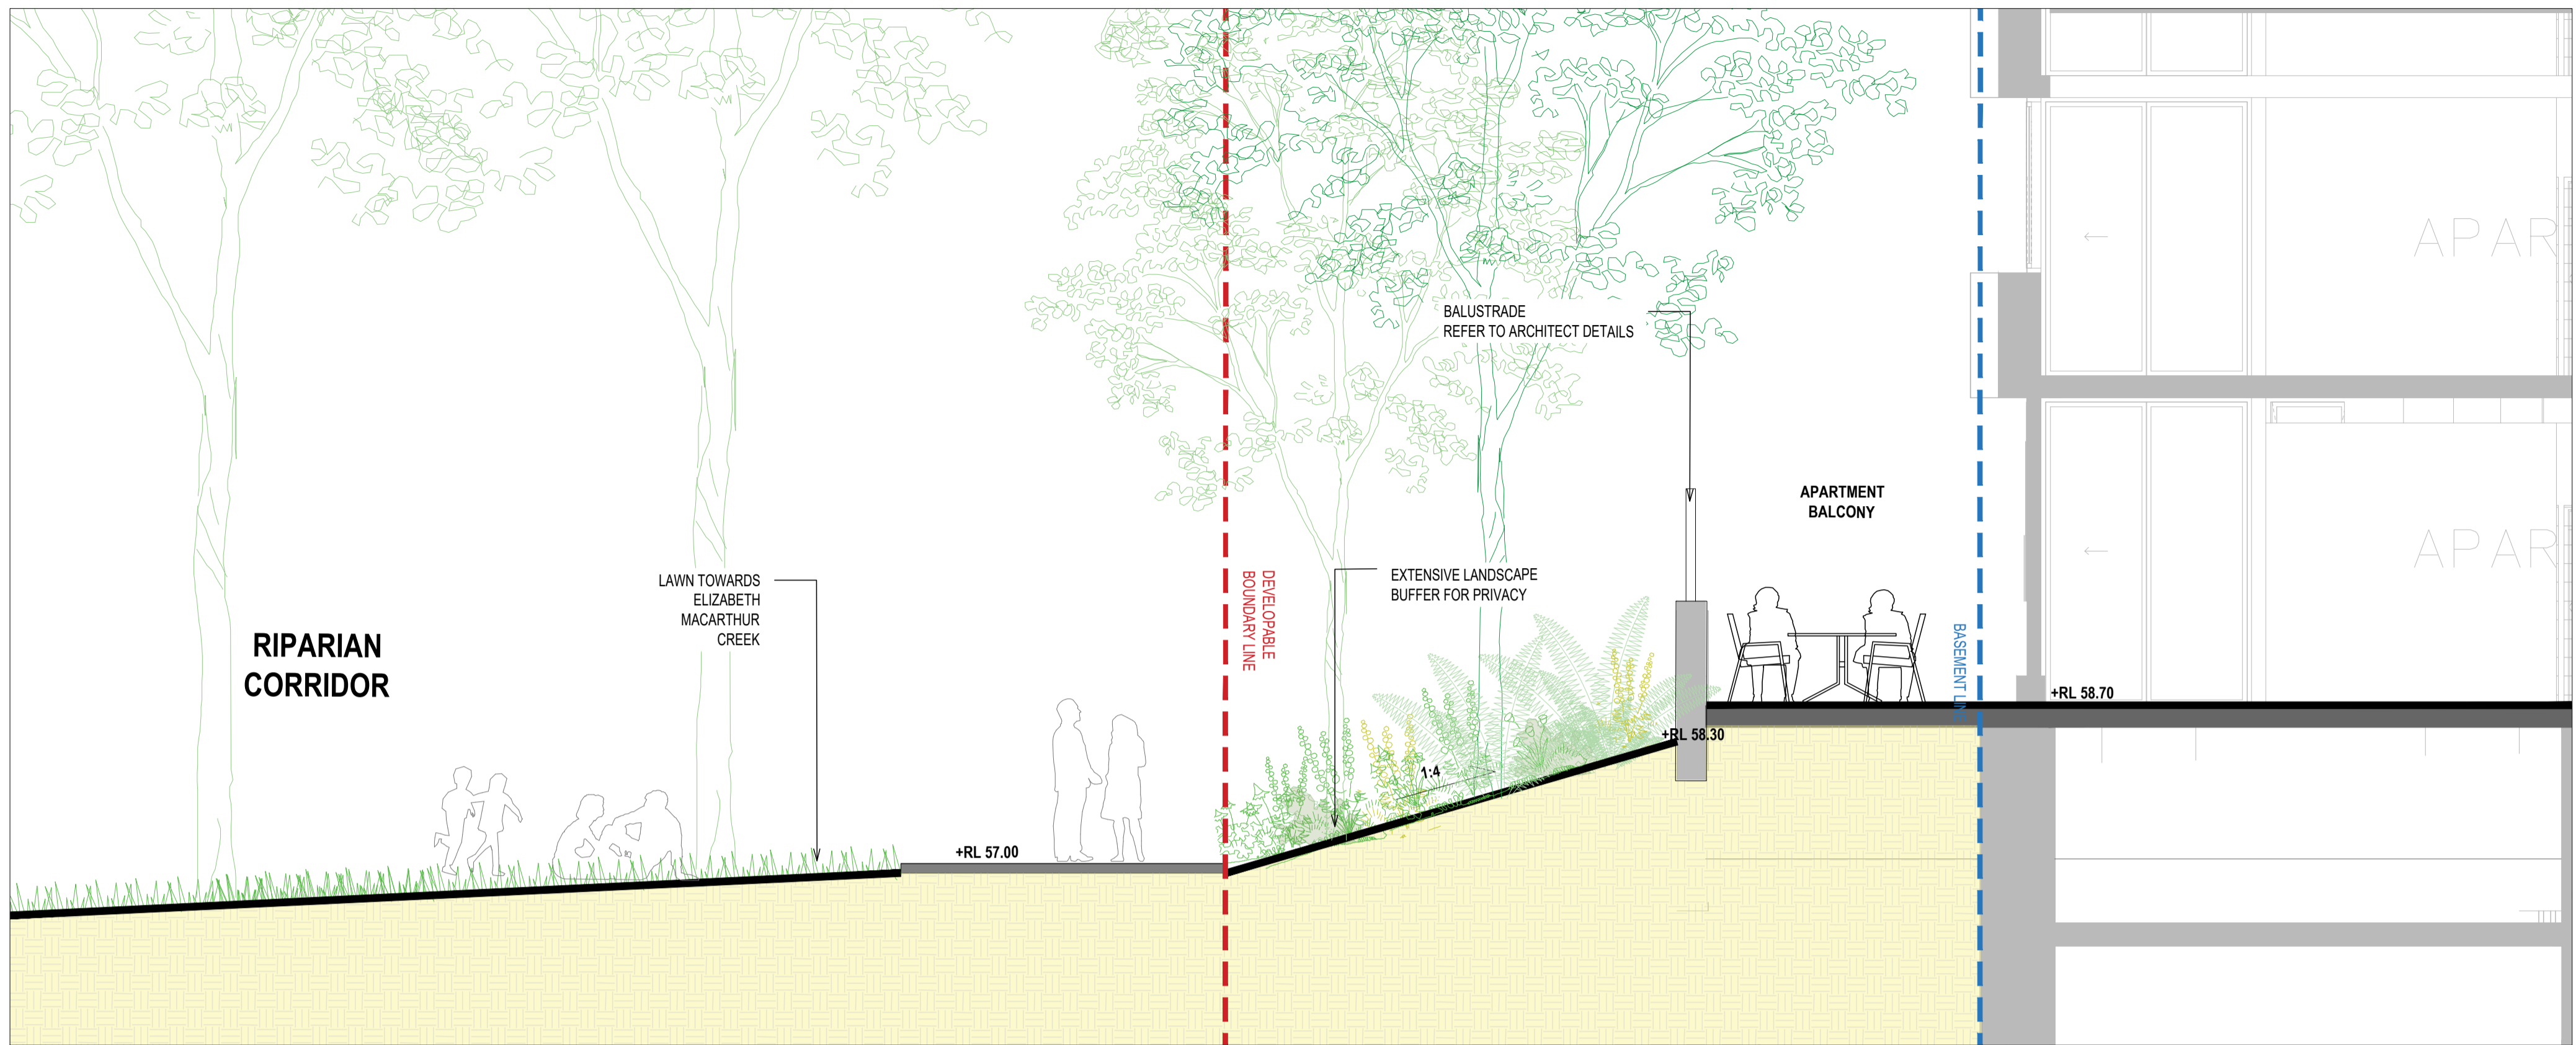 APAR
BALUSTRADE
REFER TO ARCHITECT DETAILS
APARTMENT
BALCONY
APAR
LAWN TOWARDS
ELIZABETH
MACARTHUR
CREEK
EXTENSIVE LANDSCAPE
BUFFER FOR PRIVACY
DEVELOPABLE
BOUNDARY LINE
RIPARIAN
CORRIDOR
BASEMENT LINE
+RL 58.70
+RL 58.30
1:4
+RL 57.00